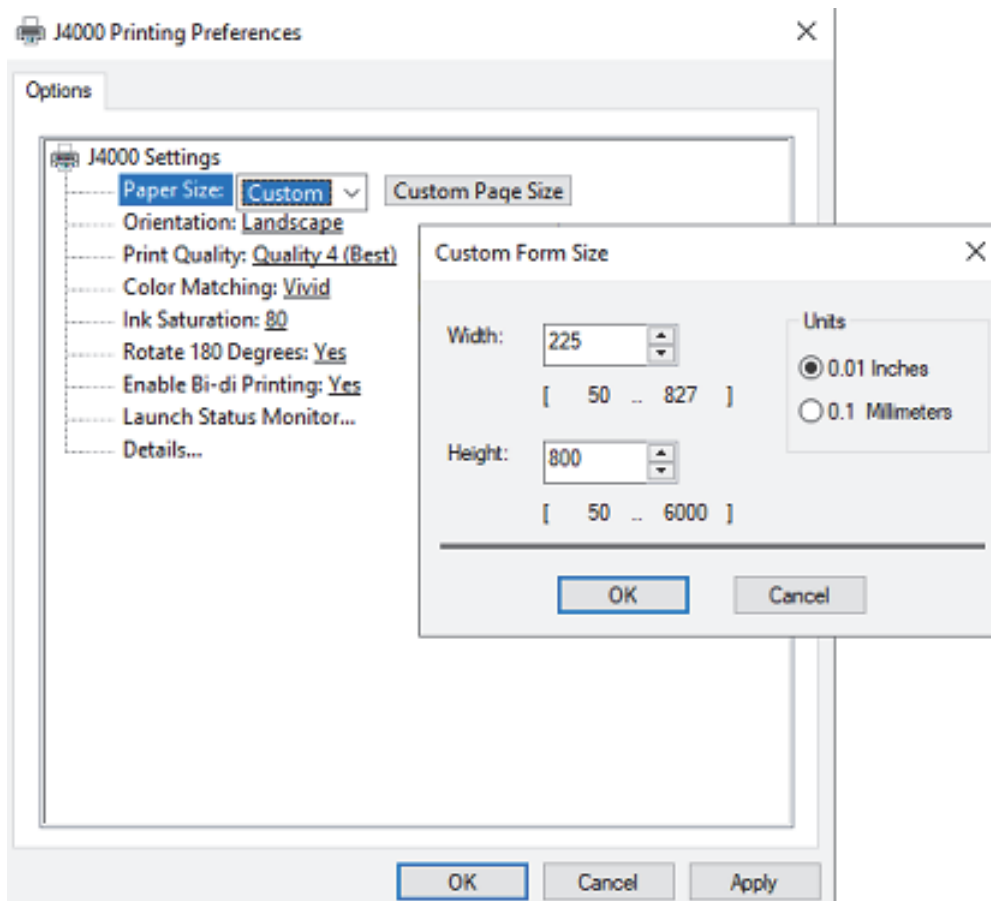 J4000 Printing Preferences
Options
J4000 Settings
Paper Size: Custom Custom Page Size
Orientation: Landscape
Print Quality: Quality 4 (Best)
Color Matching: Vivid
Ink Saturation: 80
Rotate 180 Degrees: Yes
Enable Bi-di Printing: Yes
Launch Status Monitor...
Details...
Custom Form Size
Width: 225
[ 50 .. 827 ]
Height: 800
[ 50 .. 6000 ]
Units
0.01 Inches
0.1 Millimeters
OK Cancel
OK Cancel Apply